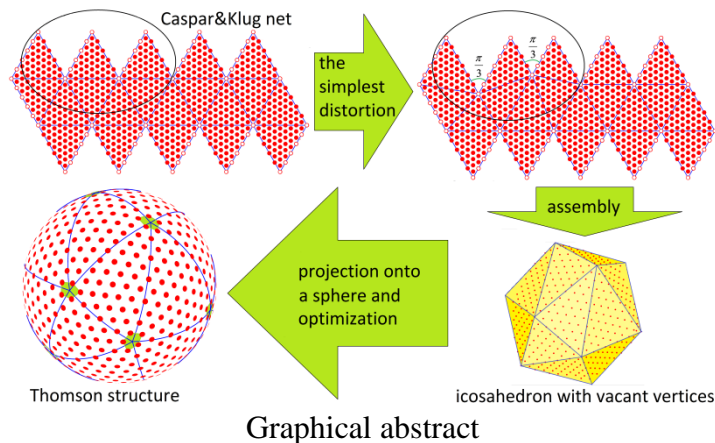 Caspar&Klug net
the
simplest
distortion
π/3
π/3
assembly
projection onto
a sphere and
optimization
Thomson structure
icosahedron with vacant vertices
Graphical abstract